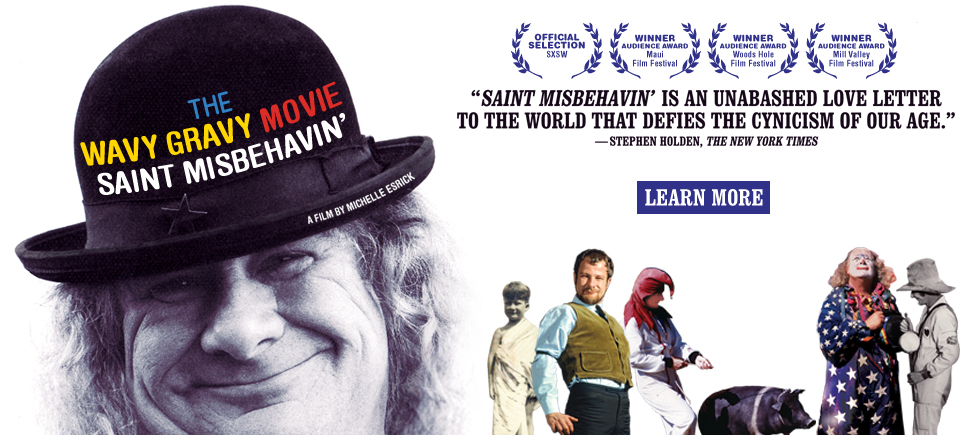 THE
WAVY GRAVY MOVIE
SAINT MISBEHAVIN'
A FILM BY MICHELLE ESRICK
OFFICIAL
SELECTION
SXSW
WINNER
AUDIENCE AWARD
Maui
Film Festival
WINNER
AUDIENCE AWARD
Woods Hole
Film Festival
WINNER
AUDIENCE AWARD
Mill Valley
Film Festival
“SAINT MISBEHAVIN’ IS AN UNABASHED LOVE LETTER
TO THE WORLD THAT DEFIES THE CYNICISM OF OUR AGE.”
— STEPHEN HOLDEN, THE NEW YORK TIMES
LEARN MORE